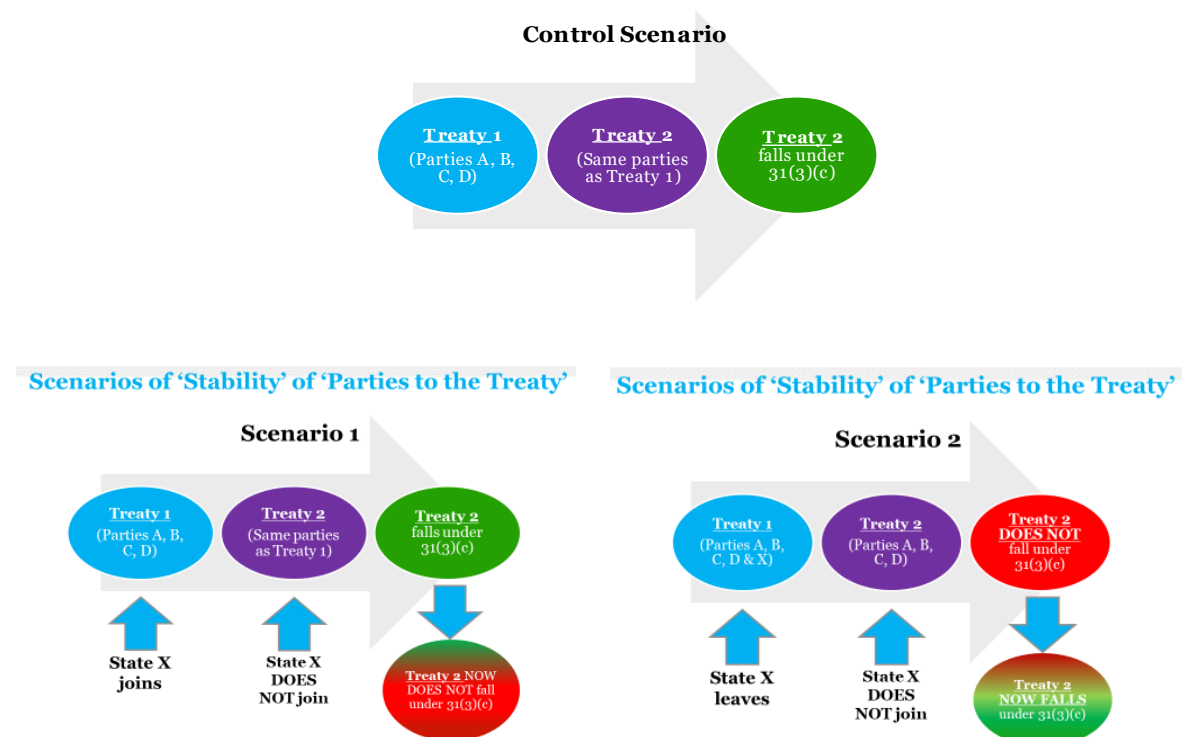 Control Scenario
Treaty 1
(Parties A, B,
C, D)
Treaty 2
(Same parties
as Treaty 1)
Treaty 2
falls under
31(3)(c)
Scenarios of ‘Stability’ of ‘Parties to the Treaty’
Scenario 1
Treaty 1
(Parties A, B,
C, D)
Treaty 2
(Same parties
as Treaty 1)
Treaty 2
falls under
31(3)(c)
State X
joins
State X
DOES
NOT join
Treaty 2 NOW
DOES NOT fall
under 31(3)(c)
Scenarios of ‘Stability’ of ‘Parties to the Treaty’
Scenario 2
Treaty 1
(Parties A, B,
C, D & X)
Treaty 2
(Parties A, B,
C, D)
Treaty 2
DOES NOT
fall under
31(3)(c)
State X
leaves
State X
DOES
NOT join
Treaty 2
NOW FALLS
under 31(3)(c)